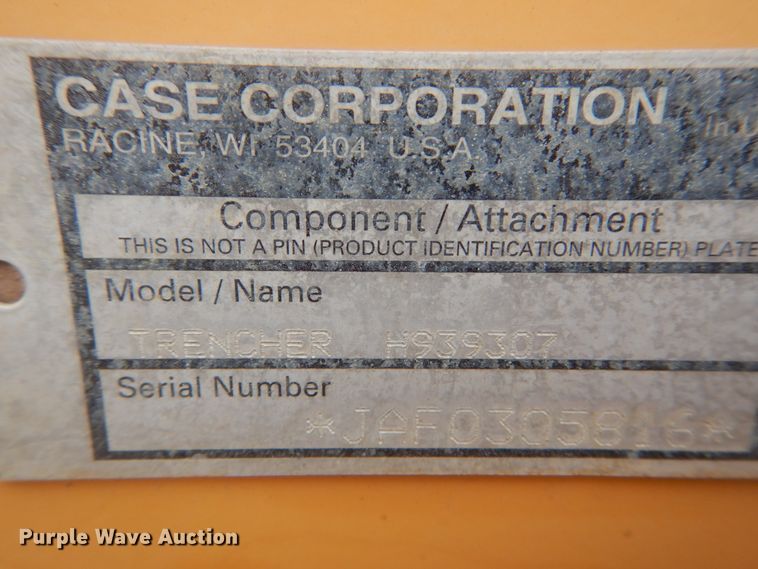 CASE CORPORATION
RACINE, WI 53404 U.S.A.
In U
Component / Attachment
THIS IS NOT A PIN (PRODUCT IDENTIFICATION NUMBER) PLATE
Model / Name
TRENCHER H939307
Serial Number
*JAF0305816*
Purple Wave Auction